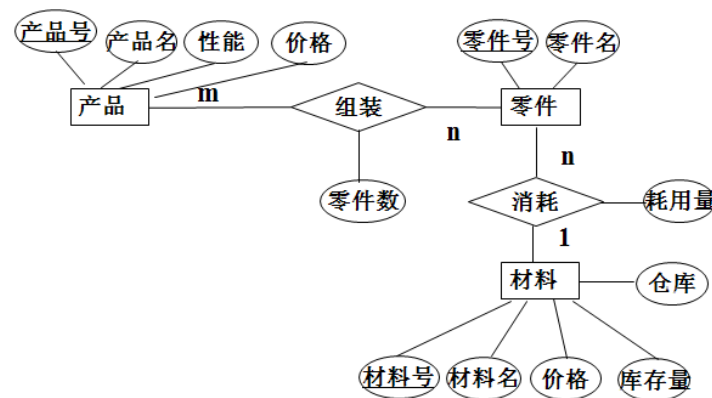 产品号
产品名
性能
价格
零件号
零件名
产品
m
组装
n
零件
零件数
n
消耗
耗用量
1
材料
仓库
材料号
材料名
价格
库存量